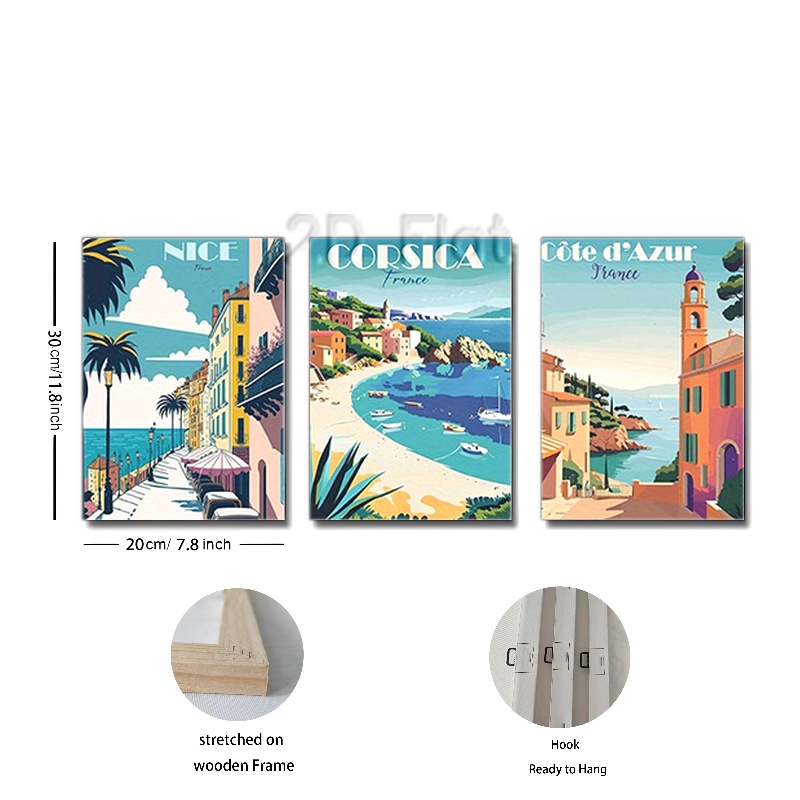 2D Flat
NICE
France
CORSICA
France
Côte d'Azur
France
30cm/11.8inch
20cm/ 7.8 inch
stretched on
wooden Frame
Hook
Ready to Hang